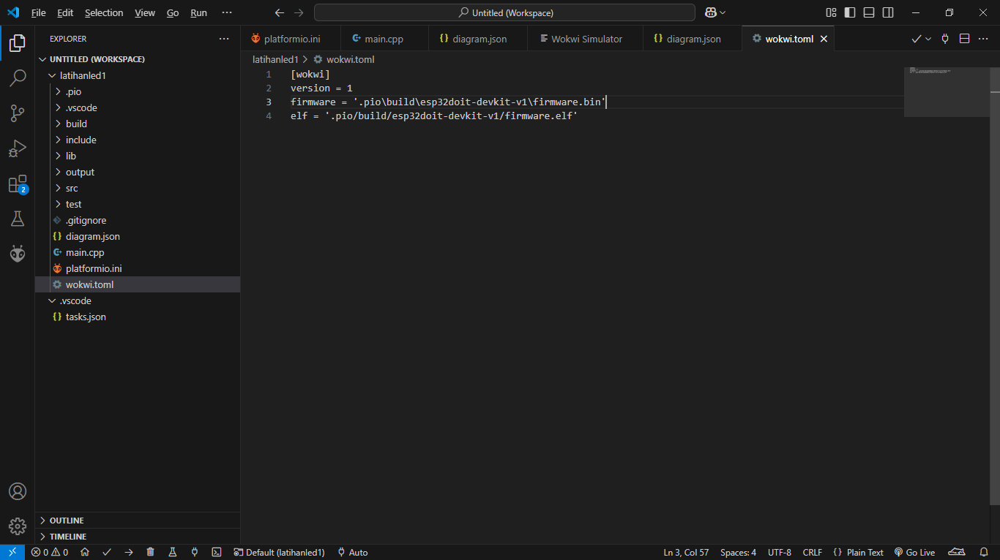 File Edit Selection View Go Run ··· Untitled (Workspace)
EXPLORER ···
UNTITLED (WORKSPACE)
latihanled1
.pio
.vscode
build
include
lib
output
src
test
.gitignore
diagram.json
main.cpp
platformio.ini
wokwi.toml
.vscode
tasks.json
OUTLINE
TIMELINE
2
platformio.ini main.cpp diagram.json Wokwi Simulator diagram.json wokwi.toml
latihanled1 > wokwi.toml
1 [wokwi]
2 version = 1
3 firmware = '.pio\build\esp32doit-devkit-v1\firmware.bin'
4 elf = '.pio/build/esp32doit-devkit-v1/firmware.elf'
0 0 Default (latihanled1) Auto Ln 3, Col 57 Spaces: 4 UTF-8 CRLF {} Plain Text Go Live